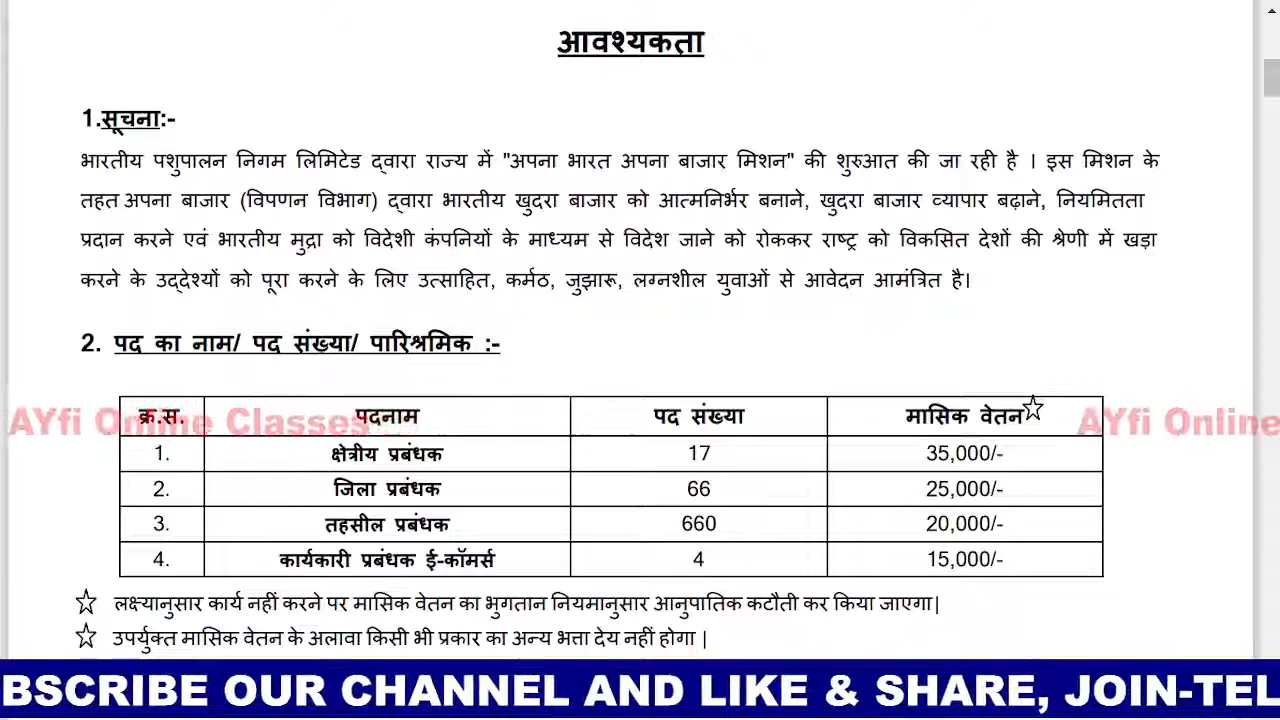 आवश्यकता
1.सूचना:-
भारतीय पशुपालन निगम लिमिटेड द्वारा राज्य में "अपना भारत अपना बाजार मिशन" की शुरुआत की जा रही है । इस मिशन के
तहत अपना बाजार (विपणन विभाग) द्वारा भारतीय खुदरा बाजार को आत्मनिर्भर बनाने, खुदरा बाजार व्यापार बढ़ाने, नियमितता
प्रदान करने एवं भारतीय मुद्रा को विदेशी कंपनियों के माध्यम से विदेश जाने को रोककर राष्ट्र को विकसित देशों की श्रेणी में खड़ा
करने के उद्देश्यों को पूरा करने के लिए उत्साहित, कर्मठ, जुझारू, लग्नशील युवाओं से आवेदन आमंत्रित है।
2. पद का नाम/ पद संख्या/ पारिश्रमिक :-
AYfi Online Classes
AYfi Online
क्र.स. पदनाम पद संख्या मासिक वेतन☆
1. क्षेत्रीय प्रबंधक 17 35,000/-
2. जिला प्रबंधक 66 25,000/-
3. तहसील प्रबंधक 660 20,000/-
4. कार्यकारी प्रबंधक ई-कॉमर्स 4 15,000/-
☆ लक्ष्यानुसार कार्य नहीं करने पर मासिक वेतन का भुगतान नियमानुसार आनुपातिक कटौती कर किया जाएगा|
☆ उपर्युक्त मासिक वेतन के अलावा किसी भी प्रकार का अन्य भत्ता देय नहीं होगा |
BSCRIBE OUR CHANNEL AND LIKE & SHARE, JOIN-TEL